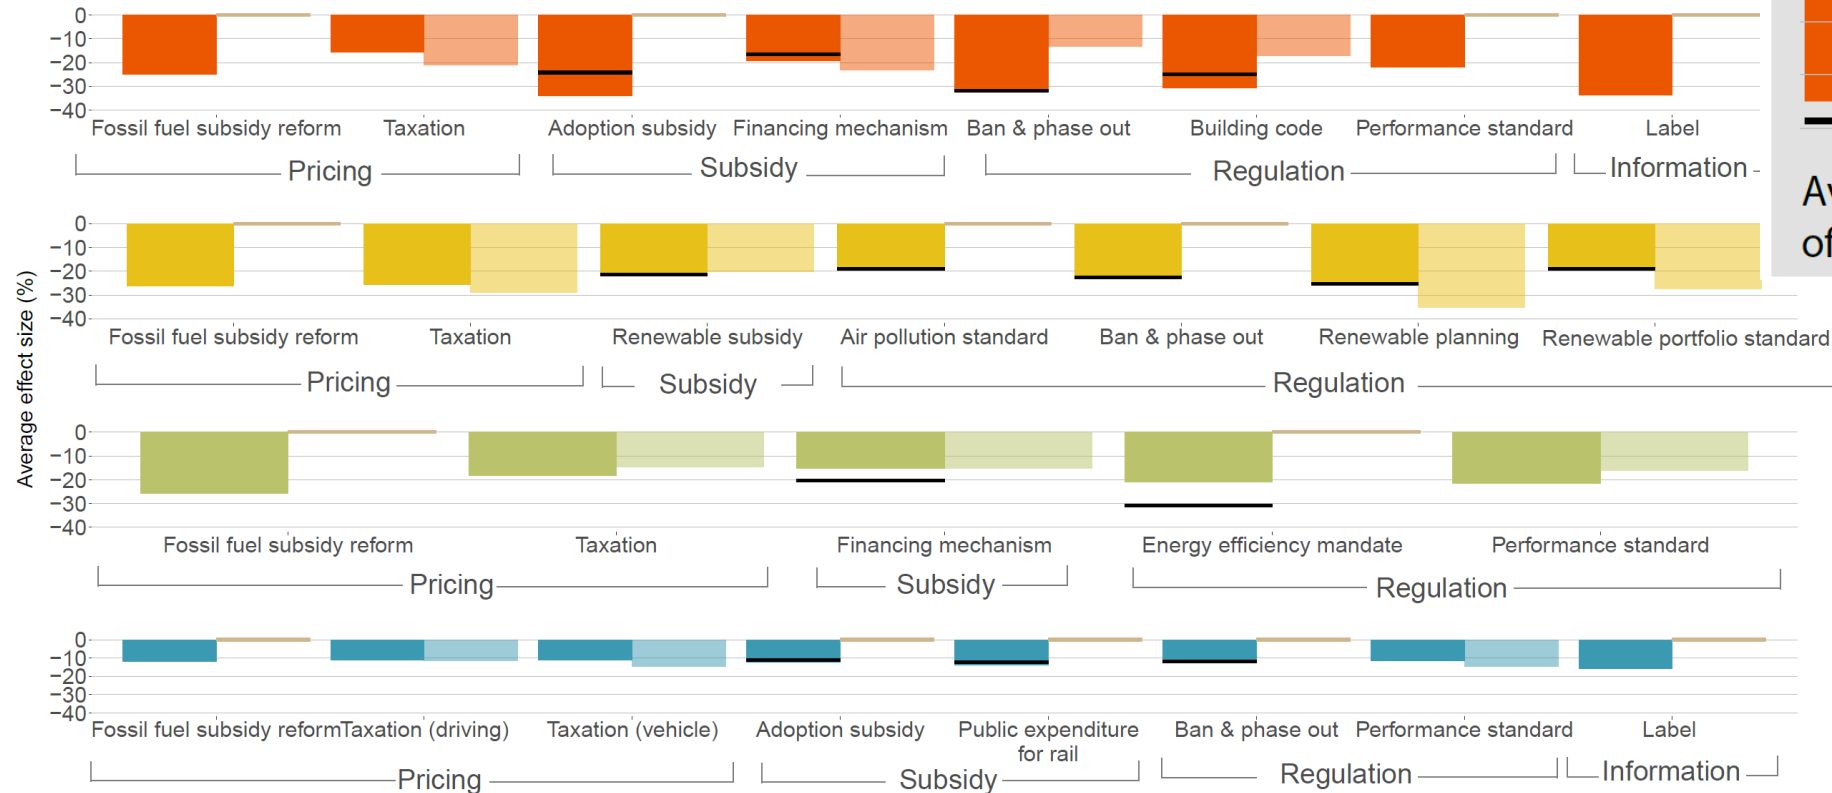 0
−10
−20
−30
−40
Fossil fuel subsidy reform Taxation Adoption subsidy Financing mechanism Ban & phase out Building code Performance standard Label
Pricing Subsidy Regulation Information
0
−10
−20
−30
−40
Fossil fuel subsidy reform Taxation Renewable subsidy Air pollution standard Ban & phase out Renewable planning Renewable portfolio standard
Pricing Subsidy Regulation
Average effect size (%)
0
−10
−20
−30
−40
Fossil fuel subsidy reform Taxation Financing mechanism Energy efficiency mandate Performance standard
Pricing Subsidy Regulation
0
−10
−20
−30
−40
Fossil fuel subsidy reform Taxation (driving) Taxation (vehicle) Adoption subsidy Public expenditure Ban & phase out Performance standard Label
for rail
Pricing Subsidy Regulation Information
of